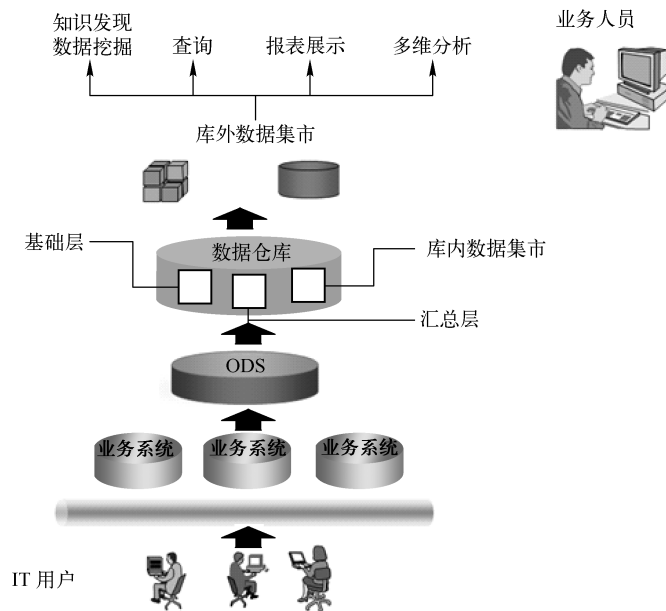 业务人员
知识发现
数据挖掘
查询
报表展示
多维分析
库外数据集市
基础层
数据仓库
库内数据集市
汇总层
ODS
业务系统
业务系统
业务系统
IT 用户